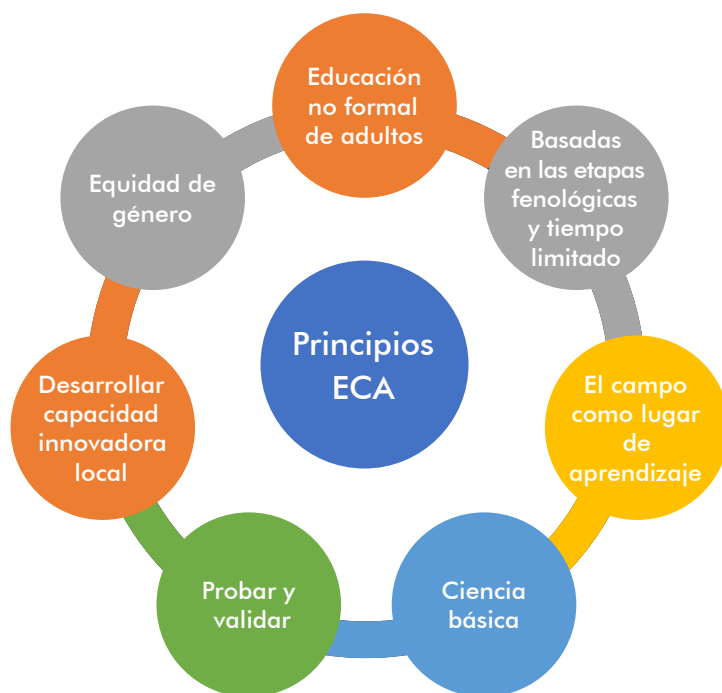 Educación
no formal
de adultos
Basadas
en las etapas
fenológicas
y tiempo
limitado
El campo
como lugar
de
aprendizaje
Ciencia
básica
Probar y
validar
Desarrollar
capacidad
innovadora
local
Equidad de
género
Principios
ECA